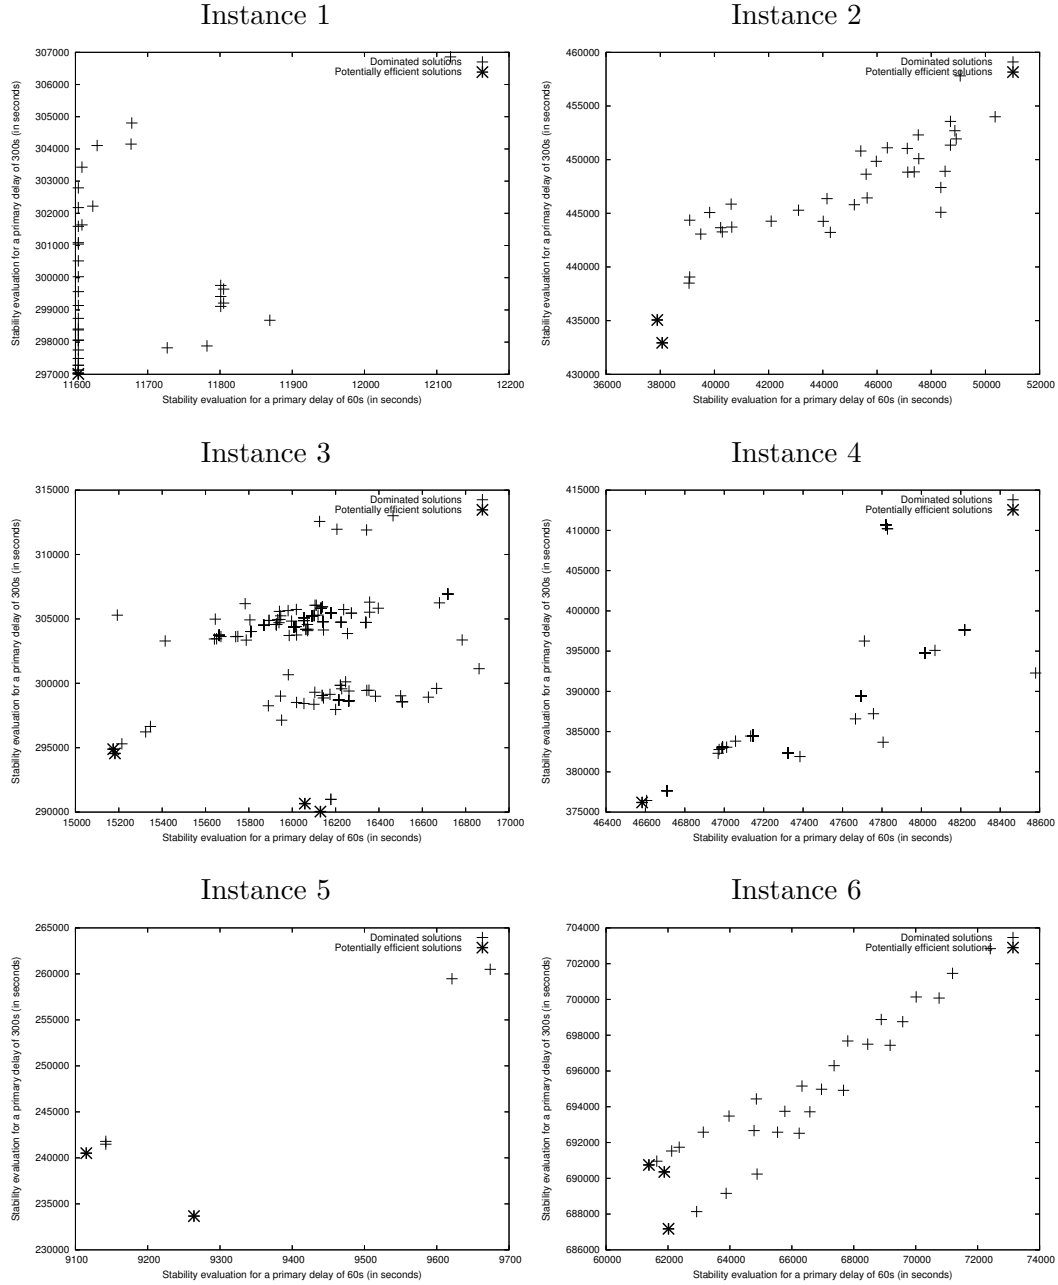 Instance 1
Instance 2
307000
306000
305000
304000
303000
302000
301000
300000
299000
298000
297000
Stability evaluation for a primary delay of 300s (in seconds)
Dominated solutions
Potentially efficient solutions
11600 11700 11800 11900 12000 12100 12200
Stability evaluation for a primary delay of 60s (in seconds)
460000
455000
450000
445000
440000
435000
430000
Stability evaluation for a primary delay of 300s (in seconds)
Dominated solutions
Potentially efficient solutions
36000 38000 40000 42000 44000 46000 48000 50000 52000
Stability evaluation for a primary delay of 60s (in seconds)
Instance 3
Instance 4
315000
310000
305000
300000
295000
290000
Stability evaluation for a primary delay of 300s (in seconds)
Dominated solutions
Potentially efficient solutions
15000 15200 15400 15600 15800 16000 16200 16400 16600 16800 17000
Stability evaluation for a primary delay of 60s (in seconds)
415000
410000
405000
400000
395000
390000
385000
380000
375000
Stability evaluation for a primary delay of 300s (in seconds)
Dominated solutions
Potentially efficient solutions
46400 46600 46800 47000 47200 47400 47600 47800 48000 48200 48400 48600
Stability evaluation for a primary delay of 60s (in seconds)
Instance 5
Instance 6
265000
260000
255000
250000
245000
240000
235000
230000
Stability evaluation for a primary delay of 300s (in seconds)
Dominated solutions
Potentially efficient solutions
9100 9200 9300 9400 9500 9600 9700
Stability evaluation for a primary delay of 60s (in seconds)
704000
702000
700000
698000
696000
694000
692000
690000
688000
686000
Stability evaluation for a primary delay of 300s (in seconds)
Dominated solutions
Potentially efficient solutions
60000 62000 64000 66000 68000 70000 72000 74000
Stability evaluation for a primary delay of 60s (in seconds)